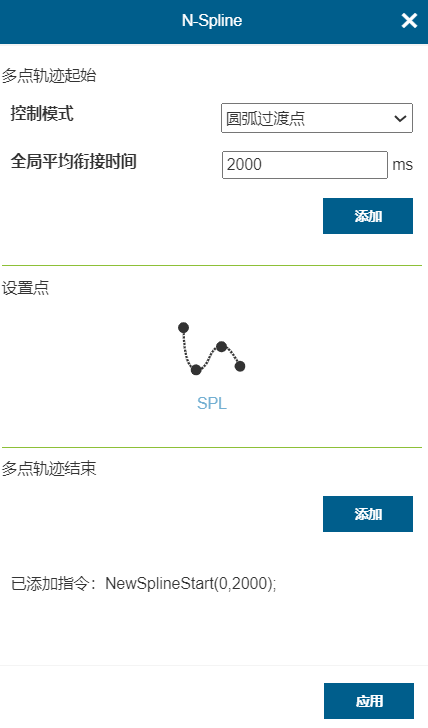 N-Spline
多点轨迹起始
控制模式
圆弧过渡点
全局平均衔接时间
2000 ms
添加
设置点
SPL
多点轨迹结束
添加
已添加指令：NewSplineStart(0,2000);
应用